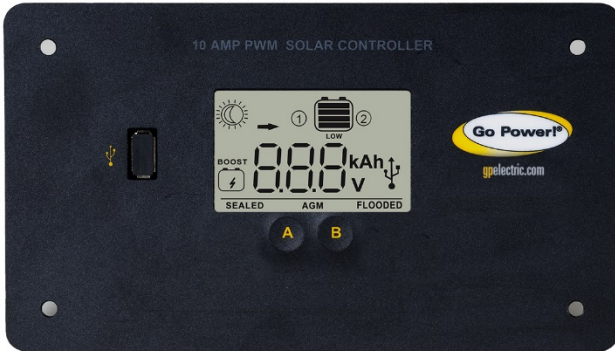 10 AMP PWM SOLAR CONTROLLER
1
2
LOW
Go Power!®
gpelectric.com
BOOST
8.8.8
kAh
V
SEALED AGM FLOODED
A B